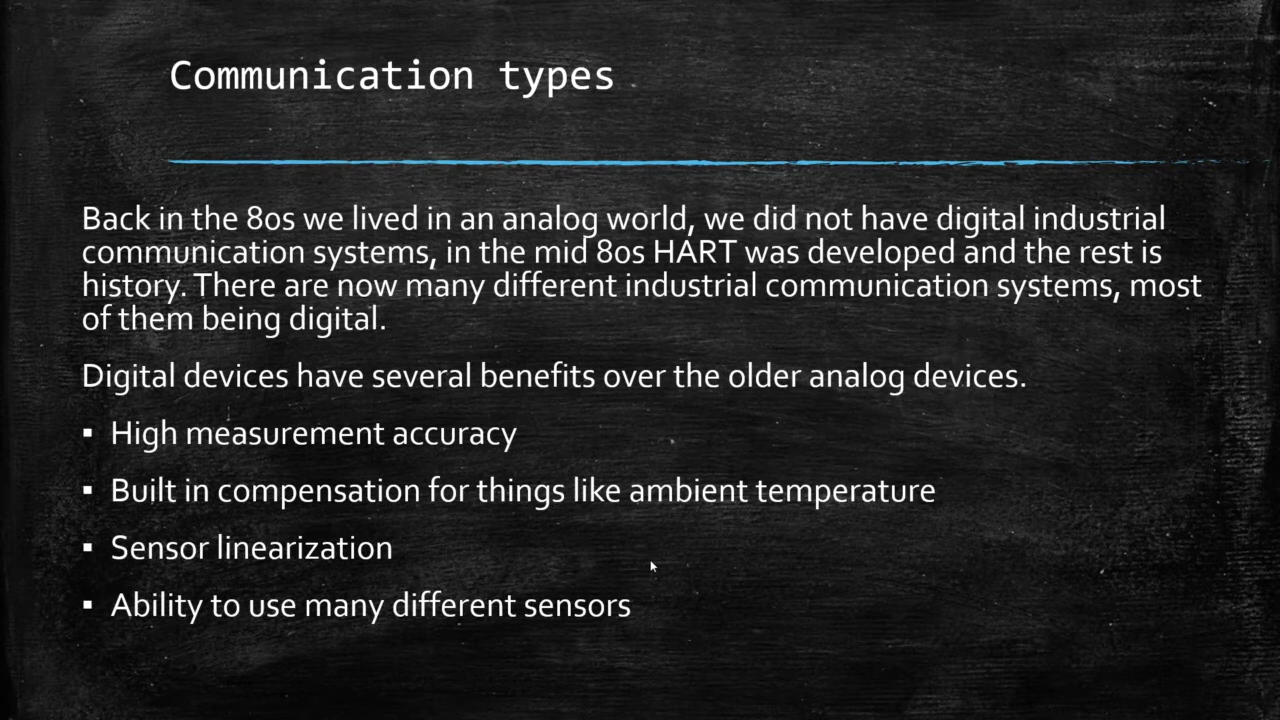 Communication types
Back in the 80s we lived in an analog world, we did not have digital industrial
communication systems, in the mid 80s HART was developed and the rest is
history. There are now many different industrial communication systems, most
of them being digital.
Digital devices have several benefits over the older analog devices.
▪ High measurement accuracy
▪ Built in compensation for things like ambient temperature
▪ Sensor linearization
▪ Ability to use many different sensors